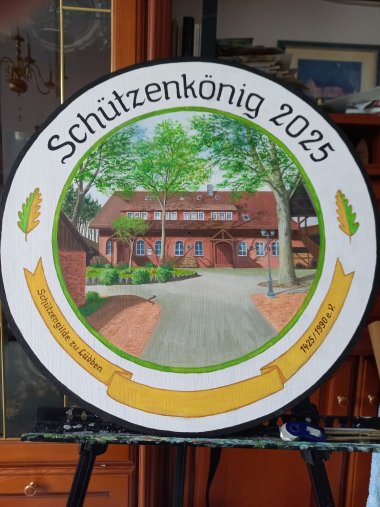 Schützenkönig 2025
Schützengilde zu Lübben
1425/1990 e.V.